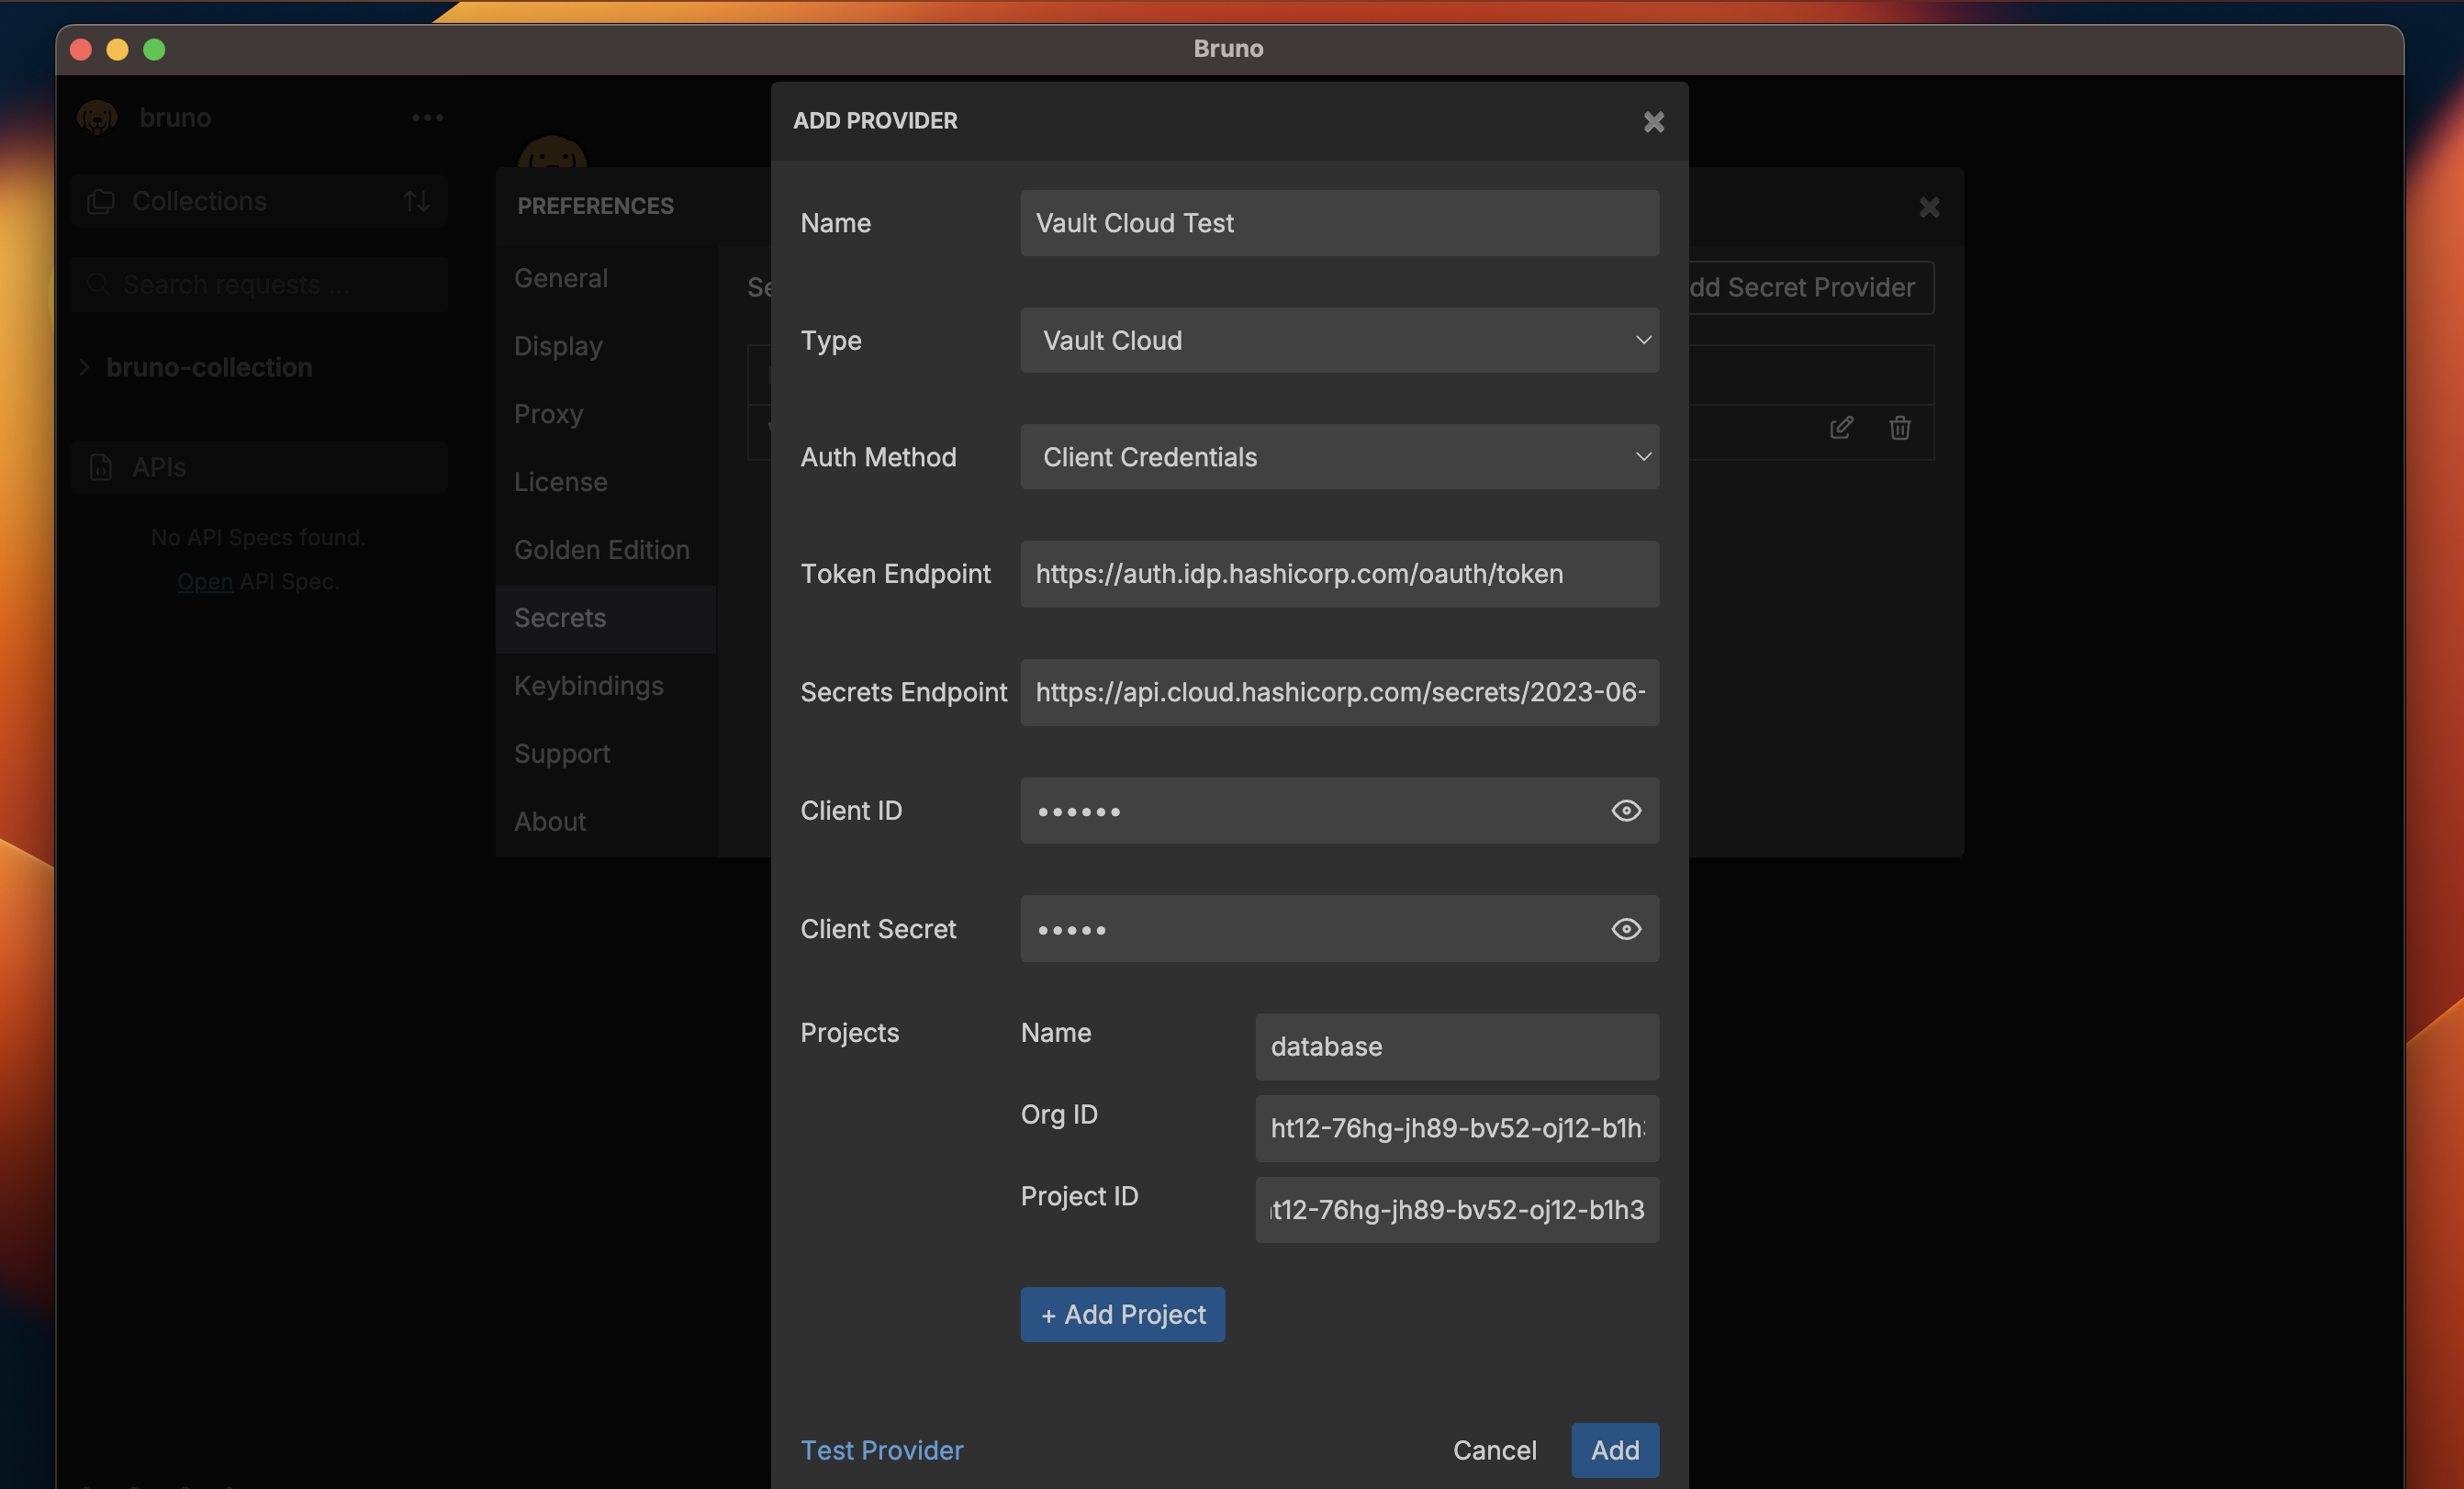 Bruno
bruno
Collections
Search requests ...
bruno-collection
APIs
No API Specs found.
Open API Spec.
PREFERENCES
General
Display
Proxy
License
Golden Edition
Secrets
Keybindings
Support
About
dd Secret Provider
ADD PROVIDER
Name
Vault Cloud Test
Type
Vault Cloud
Auth Method
Client Credentials
Token Endpoint
https://auth.idp.hashicorp.com/oauth/token
Secrets Endpoint
https://api.cloud.hashicorp.com/secrets/2023-06-
Client ID
••••••
Client Secret
•••••
Projects
Name
database
Org ID
ht12-76hg-jh89-bv52-oj12-b1h
Project ID
t12-76hg-jh89-bv52-oj12-b1h3
+ Add Project
Test Provider
Cancel
Add